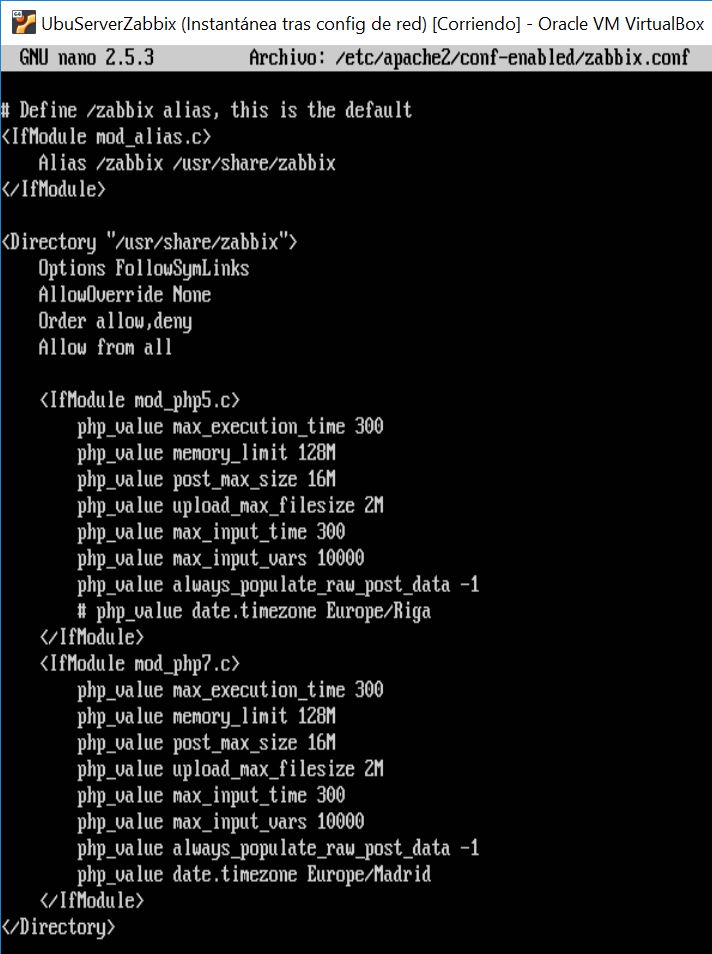 UbuServerZabbix (Instantánea tras config de red) [Corriendo] - Oracle VM VirtualBox
GNU nano 2.5.3 Archivo: /etc/apache2/conf-enabled/zabbix.conf
# Define /zabbix alias, this is the default
<IfModule mod_alias.c>
    Alias /zabbix /usr/share/zabbix
</IfModule>
<Directory "/usr/share/zabbix">
    Options FollowSymLinks
    AllowOverride None
    Order allow,deny
    Allow from all
    <IfModule mod_php5.c>
        php_value max_execution_time 300
        php_value memory_limit 128M
        php_value post_max_size 16M
        php_value upload_max_filesize 2M
        php_value max_input_time 300
        php_value max_input_vars 10000
        php_value always_populate_raw_post_data -1
        # php_value date.timezone Europe/Riga
    </IfModule>
    <IfModule mod_php7.c>
        php_value max_execution_time 300
        php_value memory_limit 128M
        php_value post_max_size 16M
        php_value upload_max_filesize 2M
        php_value max_input_time 300
        php_value max_input_vars 10000
        php_value always_populate_raw_post_data -1
        php_value date.timezone Europe/Madrid
    </IfModule>
</Directory>